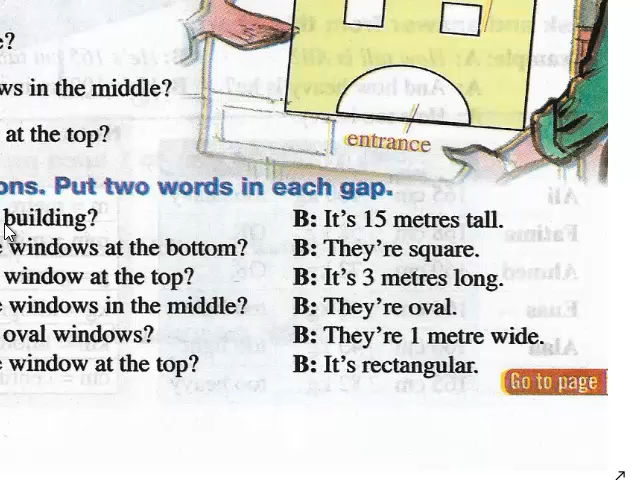 e?
ws in the middle?
at the top?
entrance
ons. Put two words in each gap.
building? B: It's 15 metres tall.
e windows at the bottom? B: They're square.
window at the top? B: It's 3 metres long.
e windows in the middle? B: They're oval.
oval windows? B: They're 1 metre wide.
e window at the top? B: It's rectangular.
Go to page